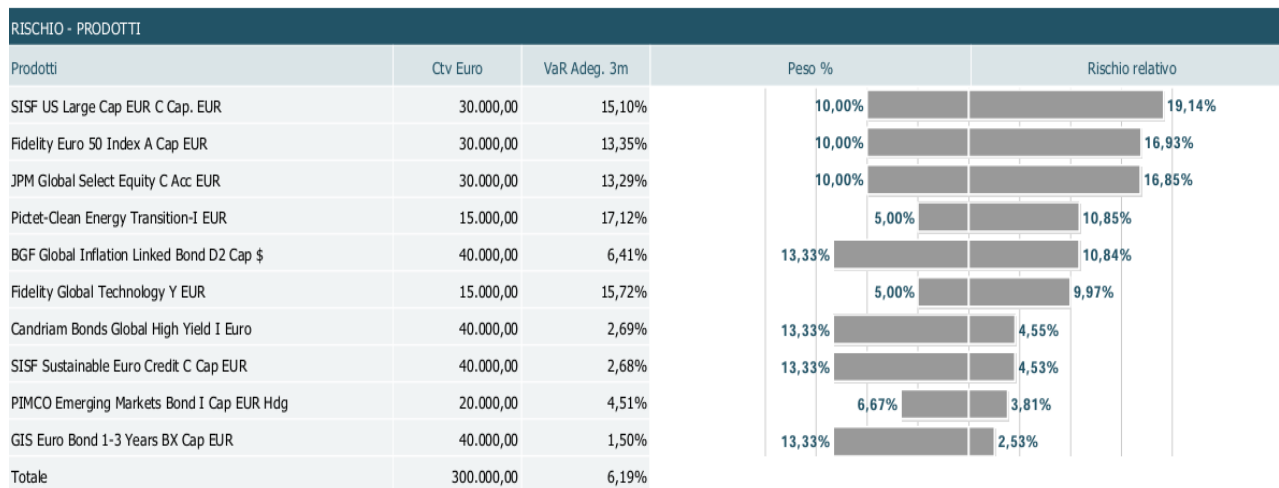 RISCHIO - PRODOTTI
Prodotti Ctv Euro VaR Adeg. 3m Peso % Rischio relativo
SISF US Large Cap EUR C Cap. EUR 30.000,00 15,10% 10,00% 19,14%
Fidelity Euro 50 Index A Cap EUR 30.000,00 13,35% 10,00% 16,93%
JPM Global Select Equity C Acc EUR 30.000,00 13,29% 10,00% 16,85%
Pictet-Clean Energy Transition-I EUR 15.000,00 17,12% 5,00% 10,85%
BGF Global Inflation Linked Bond D2 Cap $ 40.000,00 6,41% 13,33% 10,84%
Fidelity Global Technology Y EUR 15.000,00 15,72% 5,00% 9,97%
Candriam Bonds Global High Yield I Euro 40.000,00 2,69% 13,33% 4,55%
SISF Sustainable Euro Credit C Cap EUR 40.000,00 2,68% 13,33% 4,53%
PIMCO Emerging Markets Bond I Cap EUR Hdg 20.000,00 4,51% 6,67% 3,81%
GIS Euro Bond 1-3 Years BX Cap EUR 40.000,00 1,50% 13,33% 2,53%
Totale 300.000,00 6,19%